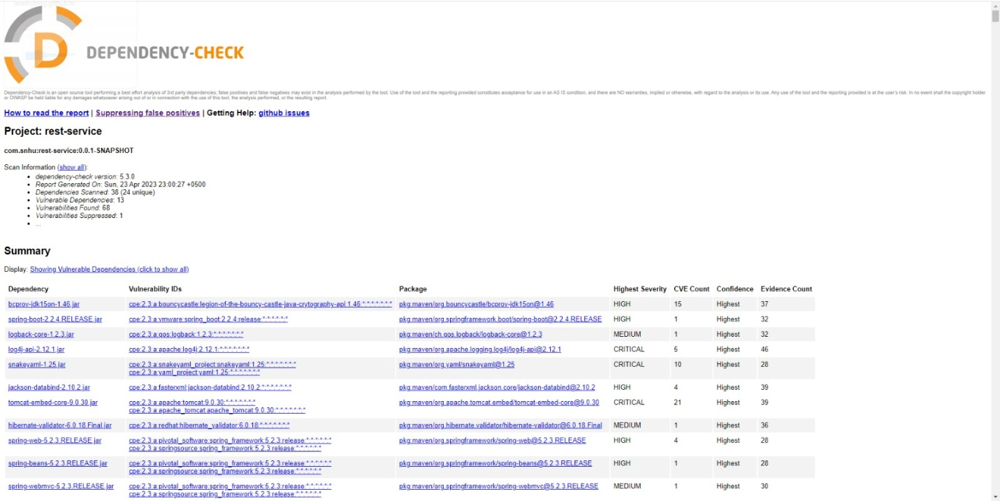 DEPENDENCY-CHECK
Dependency-Check is an open source tool performing a best effort analysis of 3rd party dependencies; false positives and false negatives may exist in the analysis performed by the tool. Use of the tool and the reporting provided constitutes acceptance for use in an AS IS condition, and there are NO warranties, implied or otherwise, with regard to the analysis or its use. Any use of the tool and the reporting provided is at the user's risk. In no event shall the copyright holder
or OWASP be held liable for any damages whatsoever arising out of or in connection with the use of this tool, the analysis performed, or the resulting report.
How to read the report | Suppressing false positives | Getting Help: github issues
Project: rest-service
com.snhu:rest-service:0.0.1-SNAPSHOT
Scan Information (show all):
• dependency-check version: 5.3.0
• Report Generated On: Sun, 23 Apr 2023 23:00:27 +0500
• Dependencies Scanned: 38 (24 unique)
• Vulnerable Dependencies: 13
• Vulnerabilities Found: 68
• Vulnerabilities Suppressed: 1
• ...
Summary
Display: Showing Vulnerable Dependencies (click to show all)
Dependency Vulnerability IDs Package Highest Severity CVE Count Confidence Evidence Count
bcprov-jdk15on-1.46.jar cpe:2.3:a:bouncycastle:legion-of-the-bouncy-castle-java-crytography-api:1.46:*:*:*:*:*:*:* pkg:maven/org.bouncycastle/bcprov-jdk15on@1.46 HIGH 15 Highest 37
spring-boot-2.2.4.RELEASE.jar cpe:2.3:a:vmware:spring_boot:2.2.4:release:*:*:*:*:*:* pkg:maven/org.springframework.boot/spring-boot@2.2.4.RELEASE HIGH 1 Highest 32
logback-core-1.2.3.jar cpe:2.3:a:qos:logback:1.2.3:*:*:*:*:*:*:* pkg:maven/ch.qos.logback/logback-core@1.2.3 MEDIUM 1 Highest 32
log4j-api-2.12.1.jar cpe:2.3:a:apache:log4j:2.12.1:*:*:*:*:*:*:* pkg:maven/org.apache.logging.log4j/log4j-api@2.12.1 CRITICAL 5 Highest 46
snakeyaml-1.25.jar cpe:2.3:a:snakeyaml_project:snakeyaml:1.25:*:*:*:*:*:*:* pkg:maven/org.yaml/snakeyaml@1.25 CRITICAL 10 Highest 28
cpe:2.3:a:yaml_project:yaml:1.25:*:*:*:*:*:*:*
jackson-databind-2.10.2.jar cpe:2.3:a:fasterxml:jackson-databind:2.10.2:*:*:*:*:*:*:* pkg:maven/com.fasterxml.jackson.core/jackson-databind@2.10.2 HIGH 4 Highest 39
tomcat-embed-core-9.0.30.jar cpe:2.3:a:apache:tomcat:9.0.30:*:*:*:*:*:*:* pkg:maven/org.apache.tomcat.embed/tomcat-embed-core@9.0.30 CRITICAL 21 Highest 39
cpe:2.3:a:apache_tomcat:apache_tomcat:9.0.30:*:*:*:*:*:*:*
hibernate-validator-6.0.18.Final.jar cpe:2.3:a:redhat:hibernate_validator:6.0.18:*:*:*:*:*:*:* pkg:maven/org.hibernate.validator/hibernate-validator@6.0.18.Final MEDIUM 1 Highest 36
spring-web-5.2.3.RELEASE.jar cpe:2.3:a:pivotal_software:spring_framework:5.2.3:release:*:*:*:*:*:* pkg:maven/org.springframework/spring-web@5.2.3.RELEASE HIGH 4 Highest 28
cpe:2.3:a:springsource:spring_framework:5.2.3:release:*:*:*:*:*:*
spring-beans-5.2.3.RELEASE.jar cpe:2.3:a:pivotal_software:spring_framework:5.2.3:release:*:*:*:*:*:* pkg:maven/org.springframework/spring-beans@5.2.3.RELEASE HIGH 1 Highest 28
cpe:2.3:a:springsource:spring_framework:5.2.3:release:*:*:*:*:*:*
spring-webmvc-5.2.3.RELEASE.jar cpe:2.3:a:pivotal_software:spring_framework:5.2.3:release:*:*:*:*:*:* pkg:maven/org.springframework/spring-webmvc@5.2.3.RELEASE MEDIUM 1 Highest 30
cpe:2.3:a:springsource:spring_framework:5.2.3:release:*:*:*:*:*:*